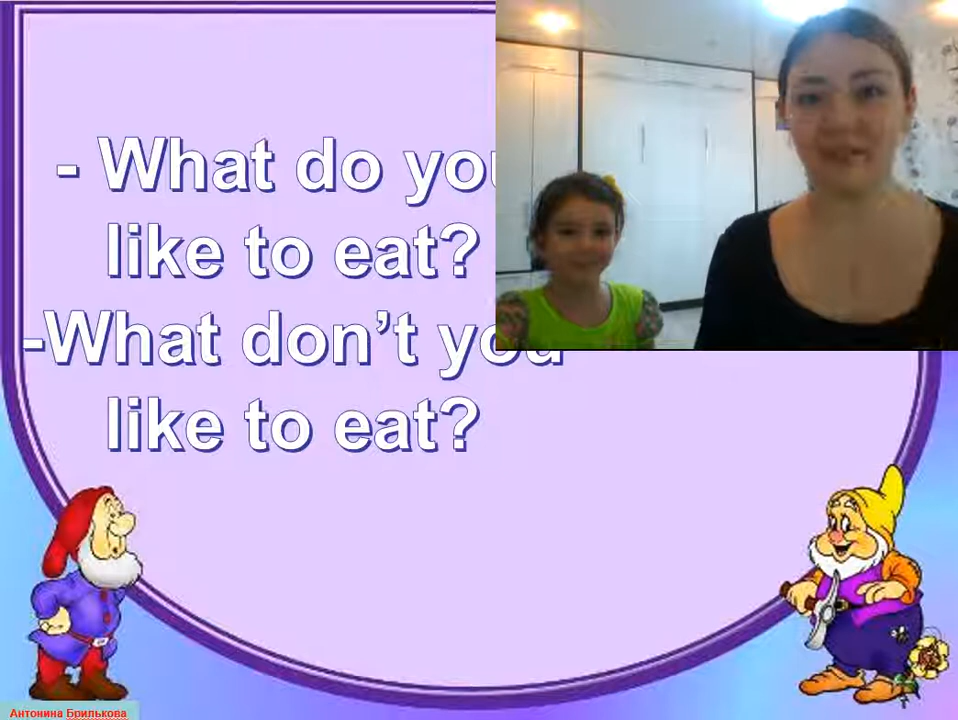 - What do you
like to eat?
-What don't you
like to eat?
Антонина Брилькова